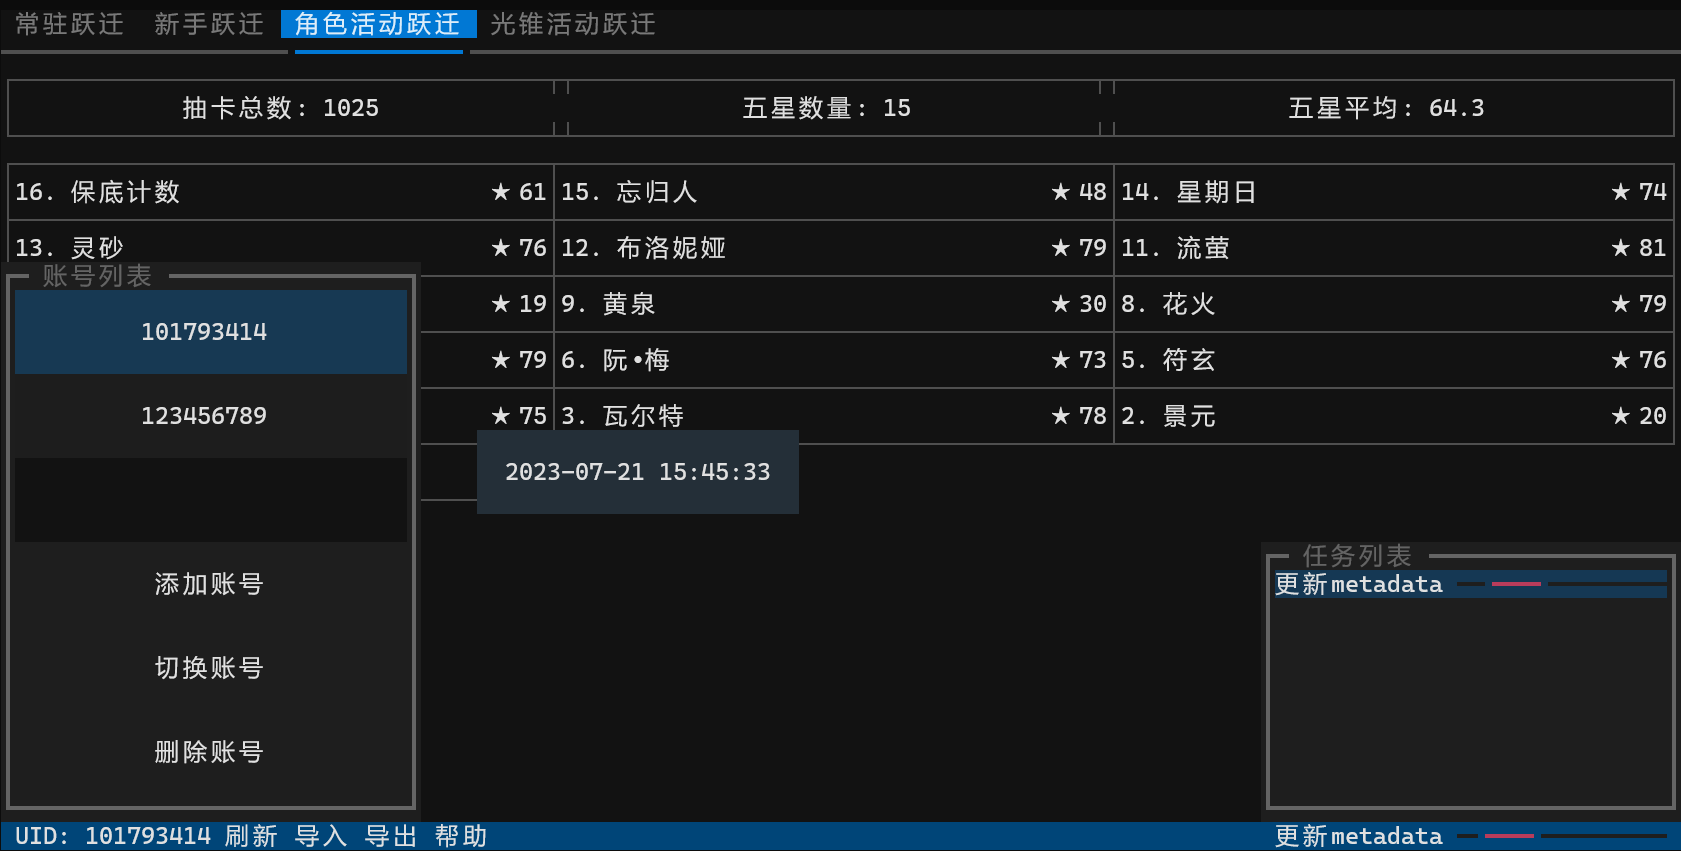 常驻跃迁 新手跃迁 角色活动跃迁 光锥活动跃迁
抽卡总数: 1025 五星数量: 15 五星平均: 64.3
16. 保底计数 ★ 61 15. 忘归人 ★ 48 14. 星期日 ★ 74
13. 灵砂 ★ 76 12. 布洛妮娅 ★ 79 11. 流萤 ★ 81
账号列表
★ 19 9. 黄泉 ★ 30 8. 花火 ★ 79
101793414
★ 79 6. 阮•梅 ★ 73 5. 符玄 ★ 76
123456789 ★ 75 3. 瓦尔特 ★ 78 2. 景元 ★ 20
2023-07-21 15:45:33
任务列表
添加账号 更新metadata
切换账号
删除账号
UID: 101793414 刷新 导入 导出 帮助 更新metadata